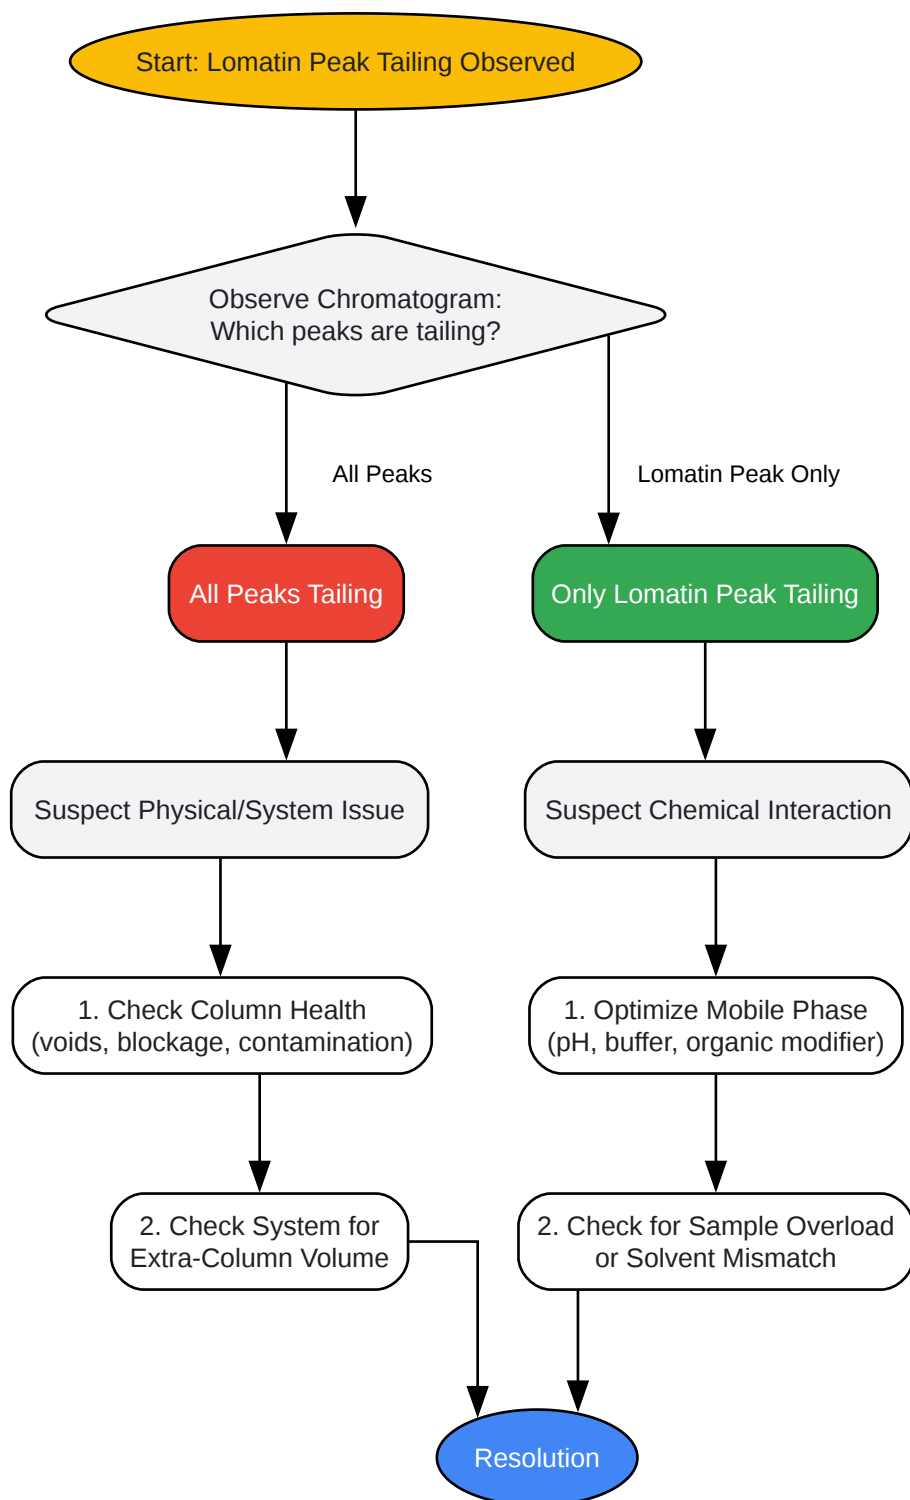 Start: Lomatin Peak Tailing Observed
Observe Chromatogram:
Which peaks are tailing?
All Peaks
Lomatin Peak Only
All Peaks Tailing
Only Lomatin Peak Tailing
Suspect Physical/System Issue
Suspect Chemical Interaction
1. Check Column Health
(voids, blockage, contamination)
1. Optimize Mobile Phase
(pH, buffer, organic modifier)
2. Check System for
Extra-Column Volume
2. Check for Sample Overload
or Solvent Mismatch
Resolution